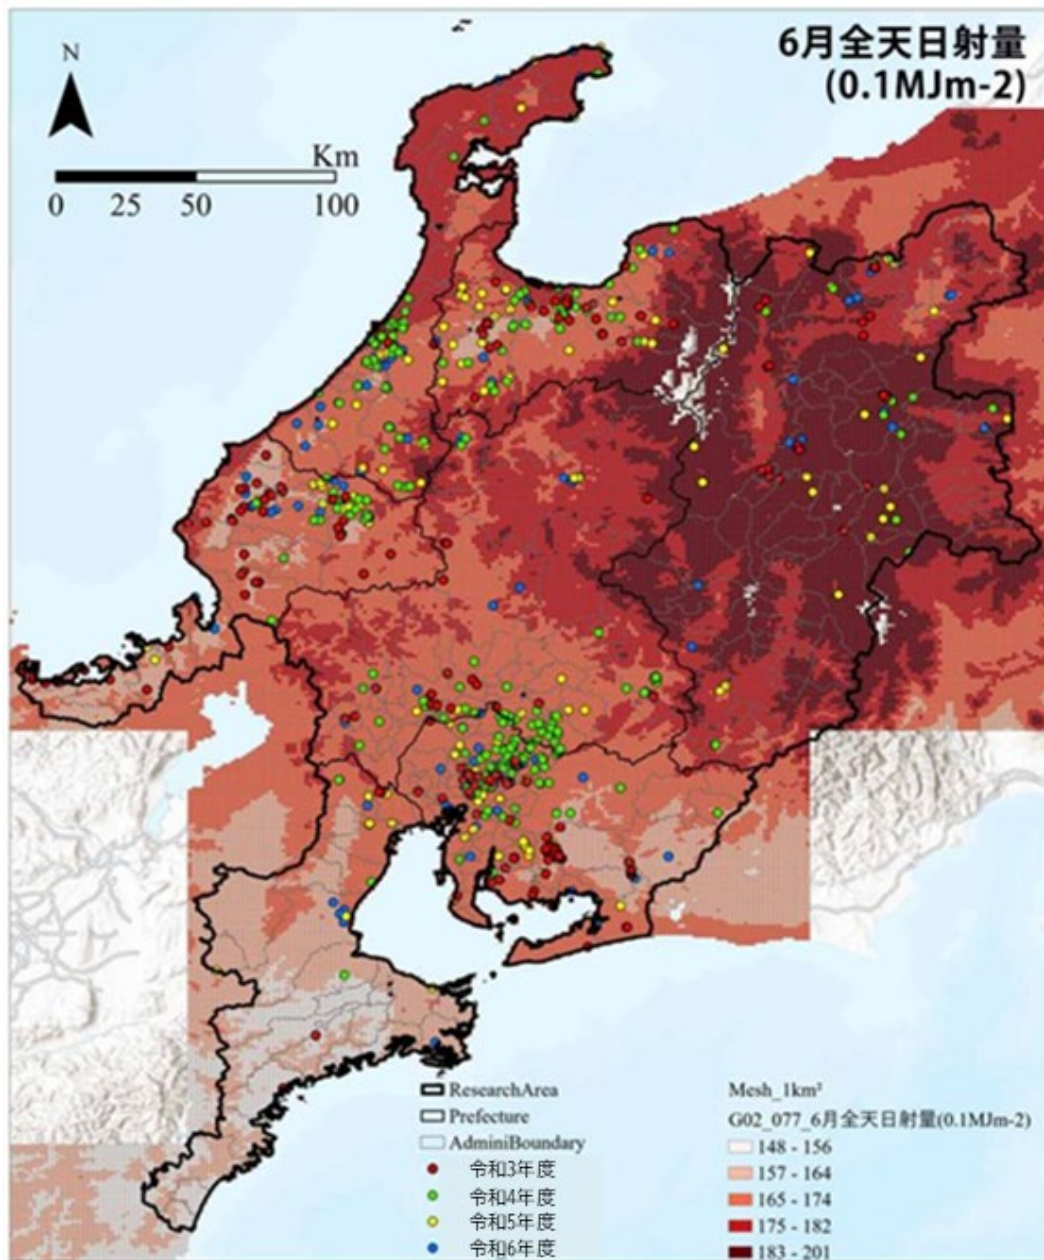 6月全天日射量
(0.1MJm-2)
N
Km
0 25 50 100
ResearchArea
Prefecture
AdminiBoundary
令和3年度
令和4年度
令和5年度
令和6年度
Mesh_1km²
G02_077_6月全天日射量(0.1MJm-2)
148 - 156
157 - 164
165 - 174
175 - 182
183 - 201